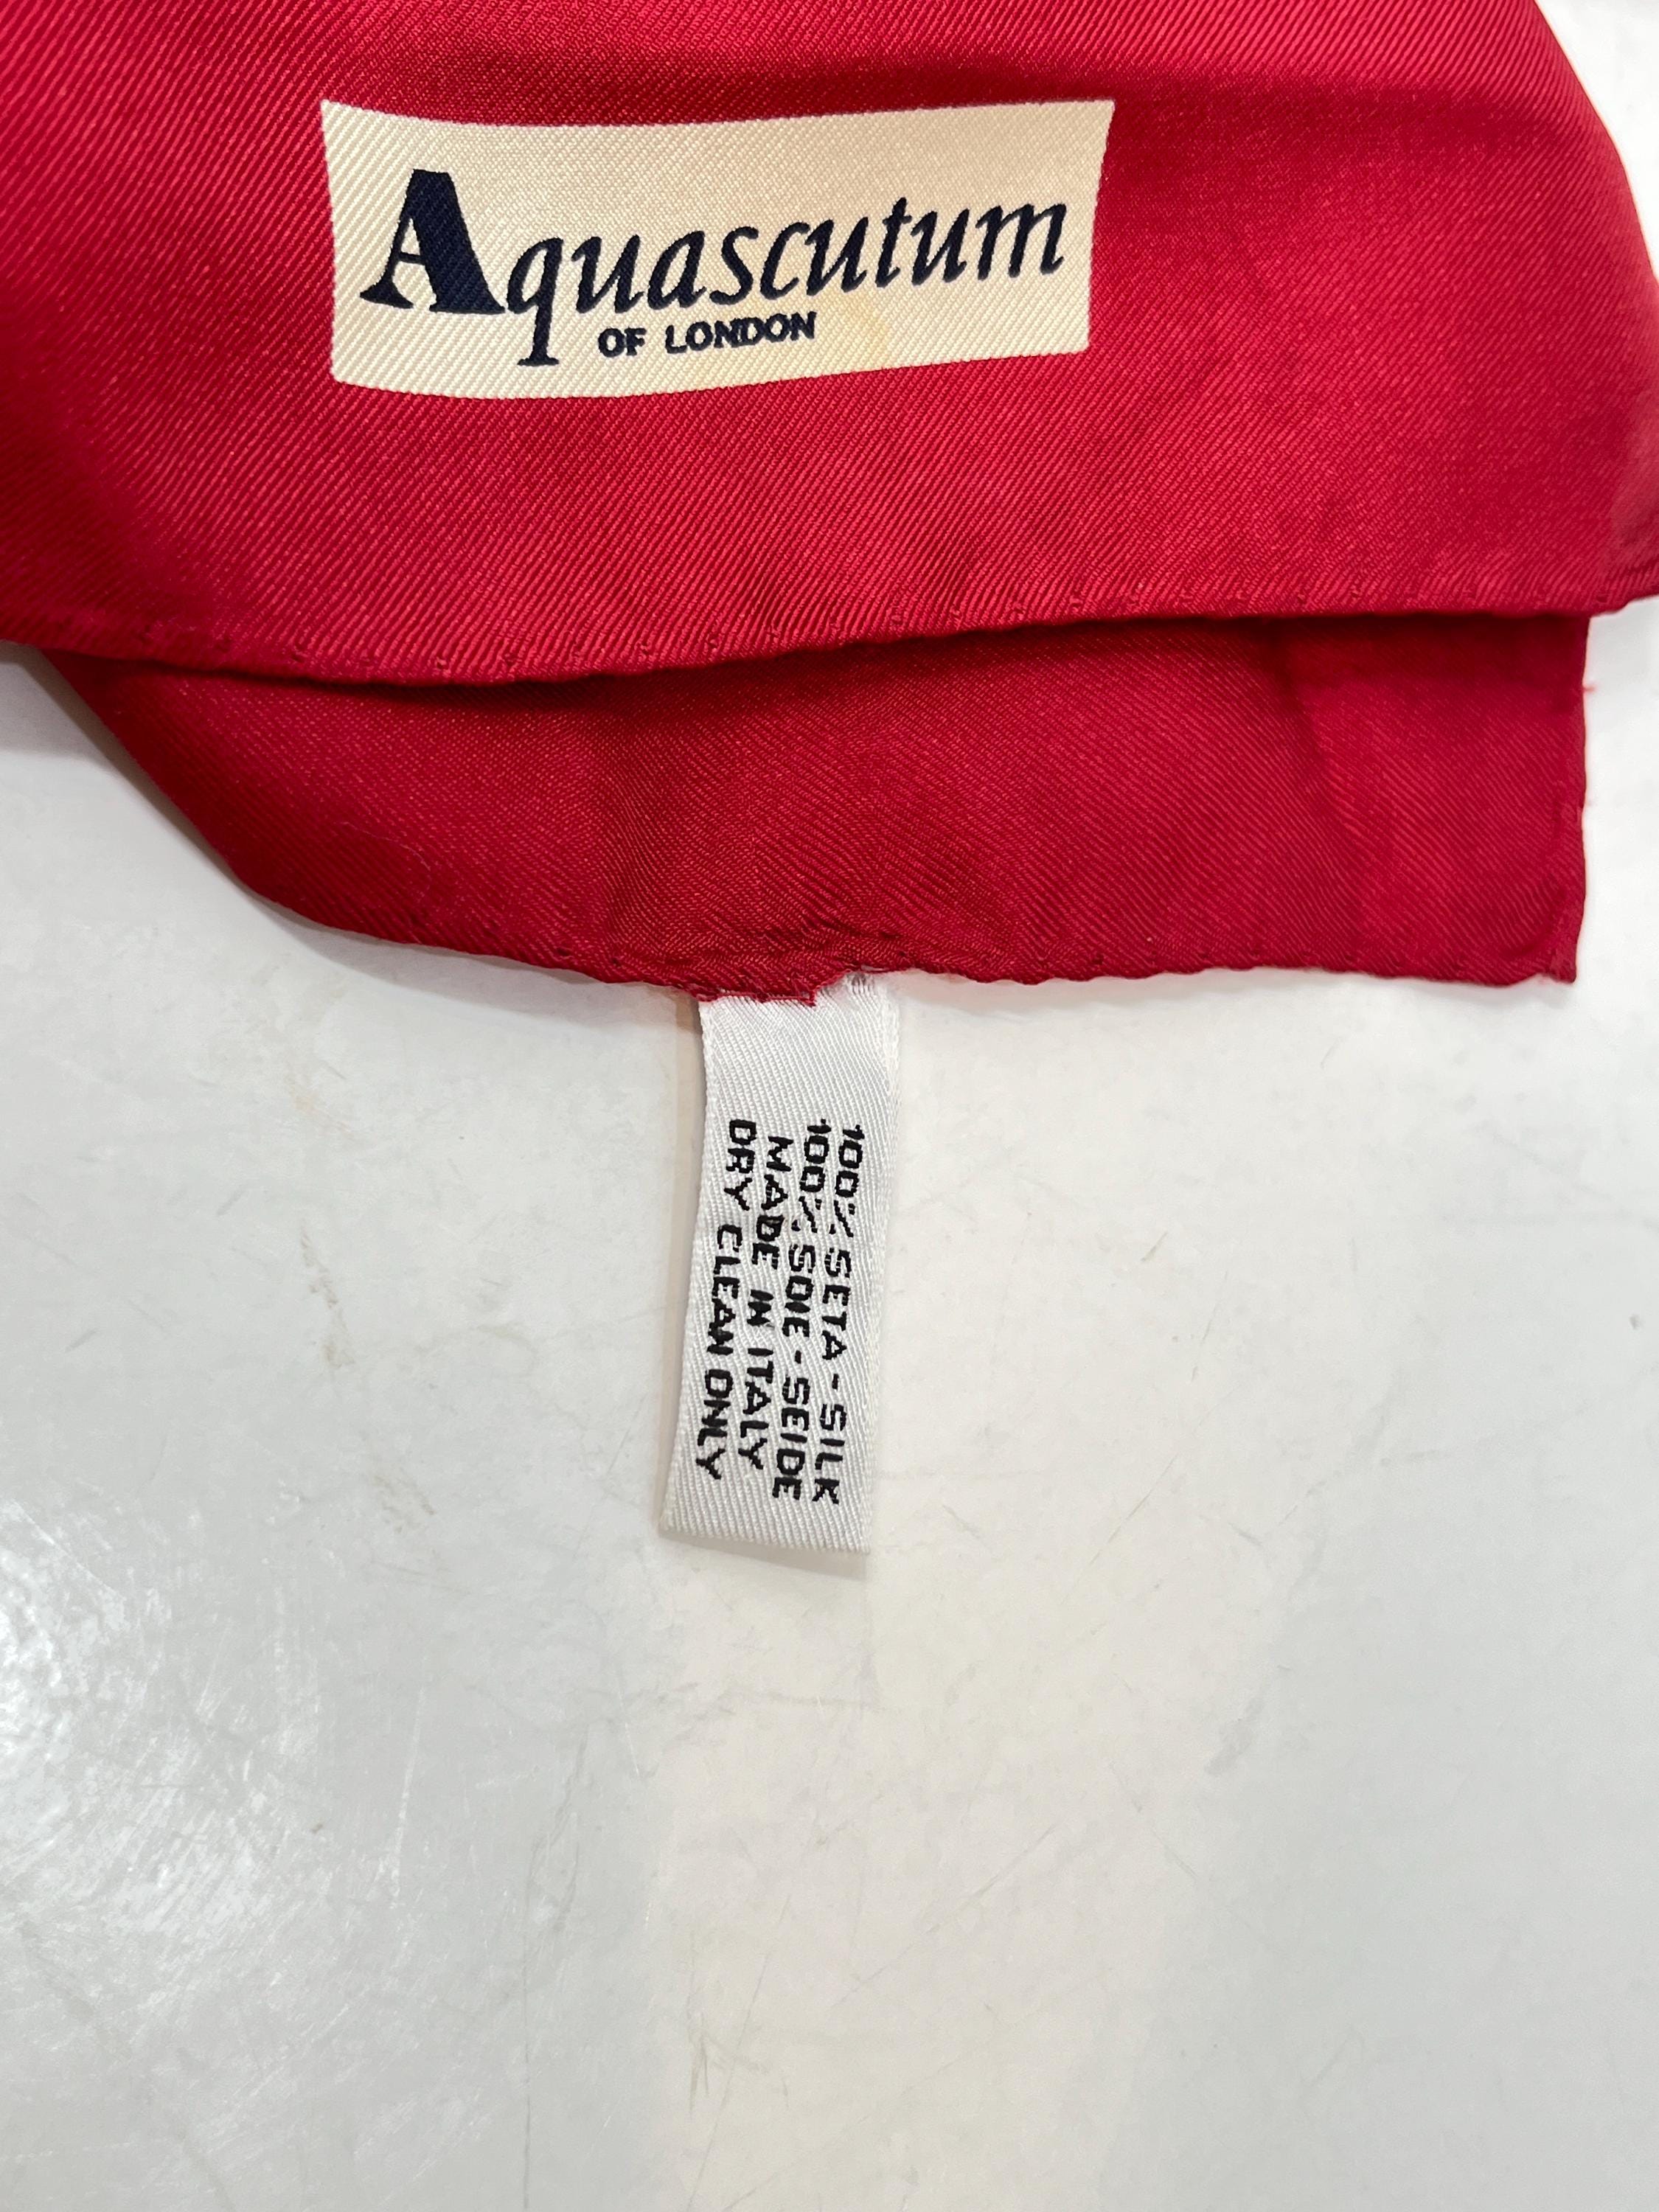 Aquascutum
OF LONDON
100% SETA-SILK
100% SOIE-SEIDE
MADE IN ITALY
DRY CLEAN ONLY